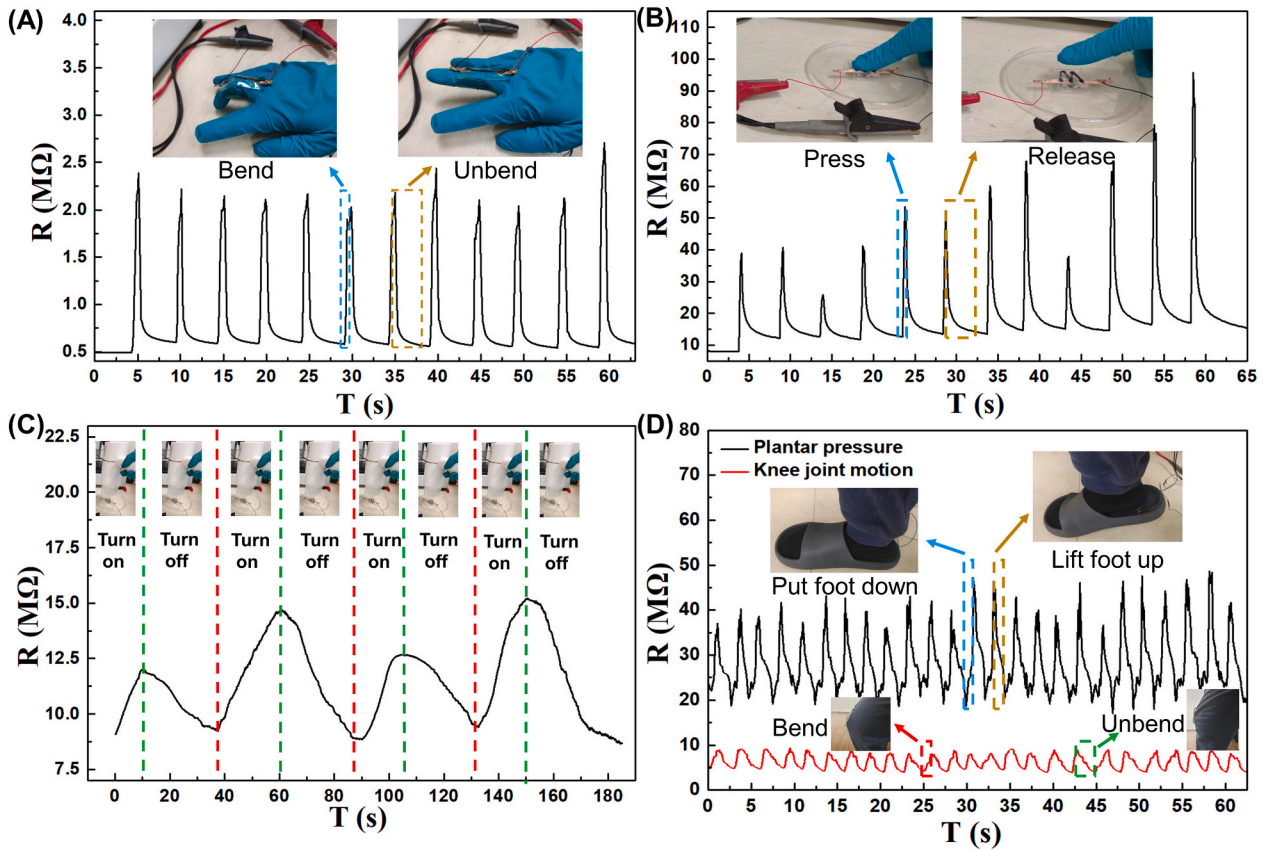 (A)
4.0
3.5
3.0
2.5
2.0
1.5
1.0
0.5
R (MΩ)
Bend
Unbend
0 5 10 15 20 25 30 35 40 45 50 55 60
T (s)
(B)
110
100
90
80
70
60
50
40
30
20
10
R (MΩ)
Press
Release
0 5 10 15 20 25 30 35 40 45 50 55 60 65
T (s)
(C)
22.5
20.0
17.5
15.0
12.5
10.0
7.5
R (MΩ)
Turn on
Turn off
Turn on
Turn off
Turn on
Turn off
Turn on
Turn off
0 20 40 60 80 100 120 140 160 180
T (s)
(D)
80
70
60
50
40
30
20
10
0
R (MΩ)
Plantar pressure
Knee joint motion
Put foot down
Lift foot up
Bend
Unbend
0 5 10 15 20 25 30 35 40 45 50 55 60
T (s)